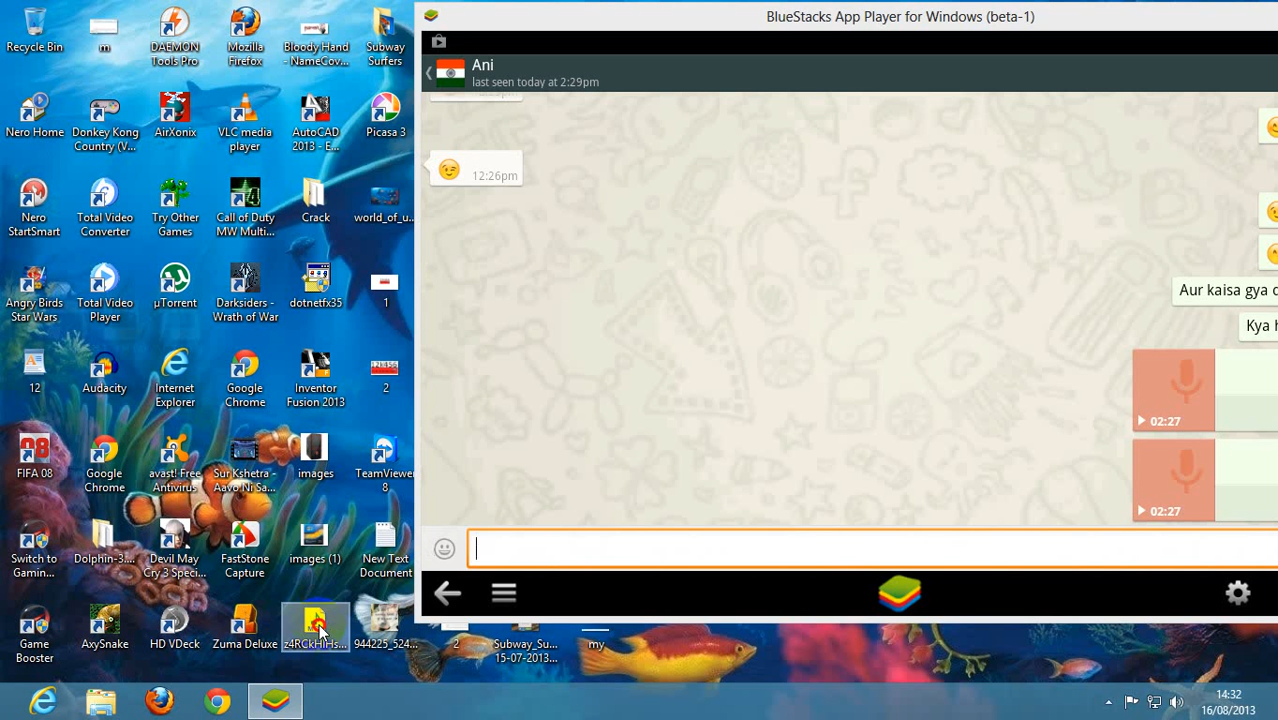 BlueStacks App Player for Windows (beta-1)
Ani
last seen today at 2:29pm
12:26pm
Aur kaisa gya
Kya
02:27
02:27
Recycle Bin
m
DAEMON
Tools Pro
Mozilla
Firefox
Bloody Hand
- NameCov...
Subway
Surfers
Nero Home
Donkey Kong
Country (V...
AirXonix
VLC media
player
AutoCAD
2013 - E...
Picasa 3
Nero
StartSmart
Total Video
Converter
Try Other
Games
Call of Duty
MW Multi...
Crack
world_of_u...
Angry Birds
Star Wars
Total Video
Player
µTorrent
Darksiders -
Wrath of War
dotnetfx35
1
12
Audacity
Internet
Explorer
Google
Chrome
Inventor
Fusion 2013
2
FIFA 08
Google
Chrome
avast! Free
Antivirus
Sur Kshetra -
Aavo Ni Sa...
images
TeamViewer
8
Switch to
Gamin...
Dolphin-3....
Devil May
Cry 3 Speci...
FastStone
Capture
images (1)
New Text
Document
Game
Booster
AxySnake
HD VDeck
Zuma Deluxe
z4RCkHiHs...
944225_524...
2
Subway_Su...
15-07-2013...
my
14:32
16/08/2013